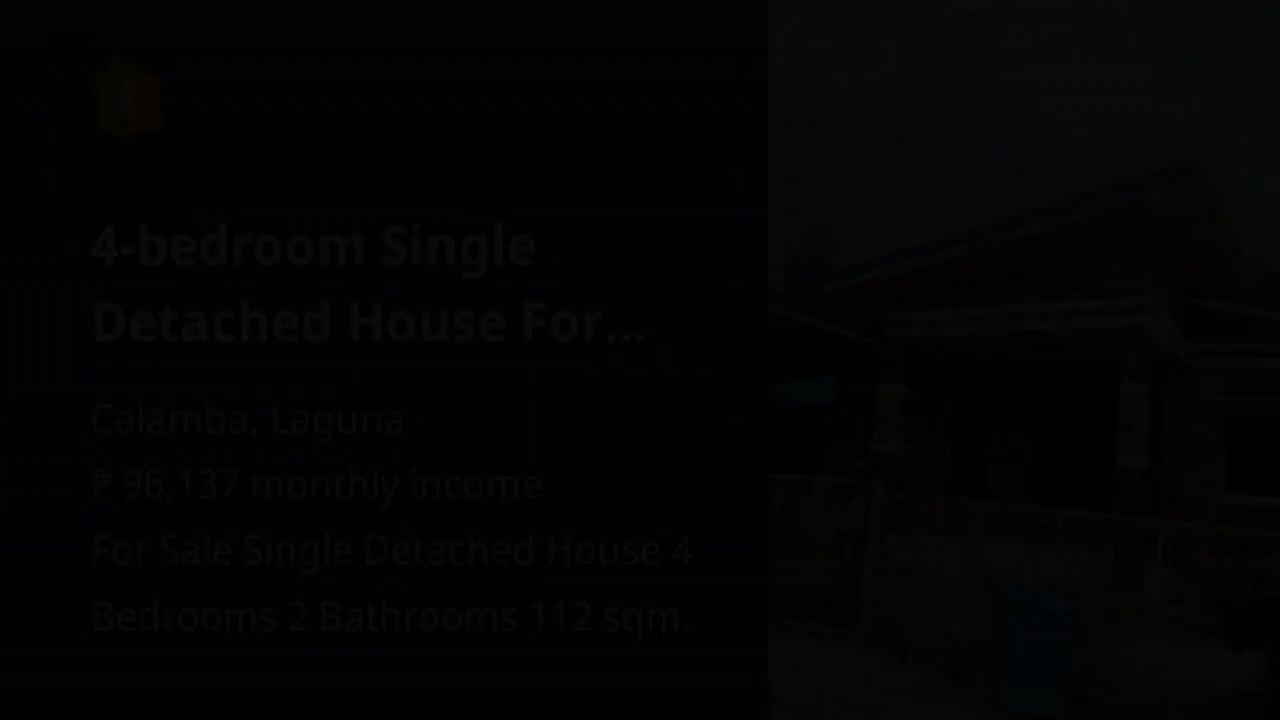 4-bedroom Single
Detached House For...
Calamba, Laguna
₱ 96,137 monthly income
For Sale Single Detached House 4
Bedrooms 2 Bathrooms 112 sqm.